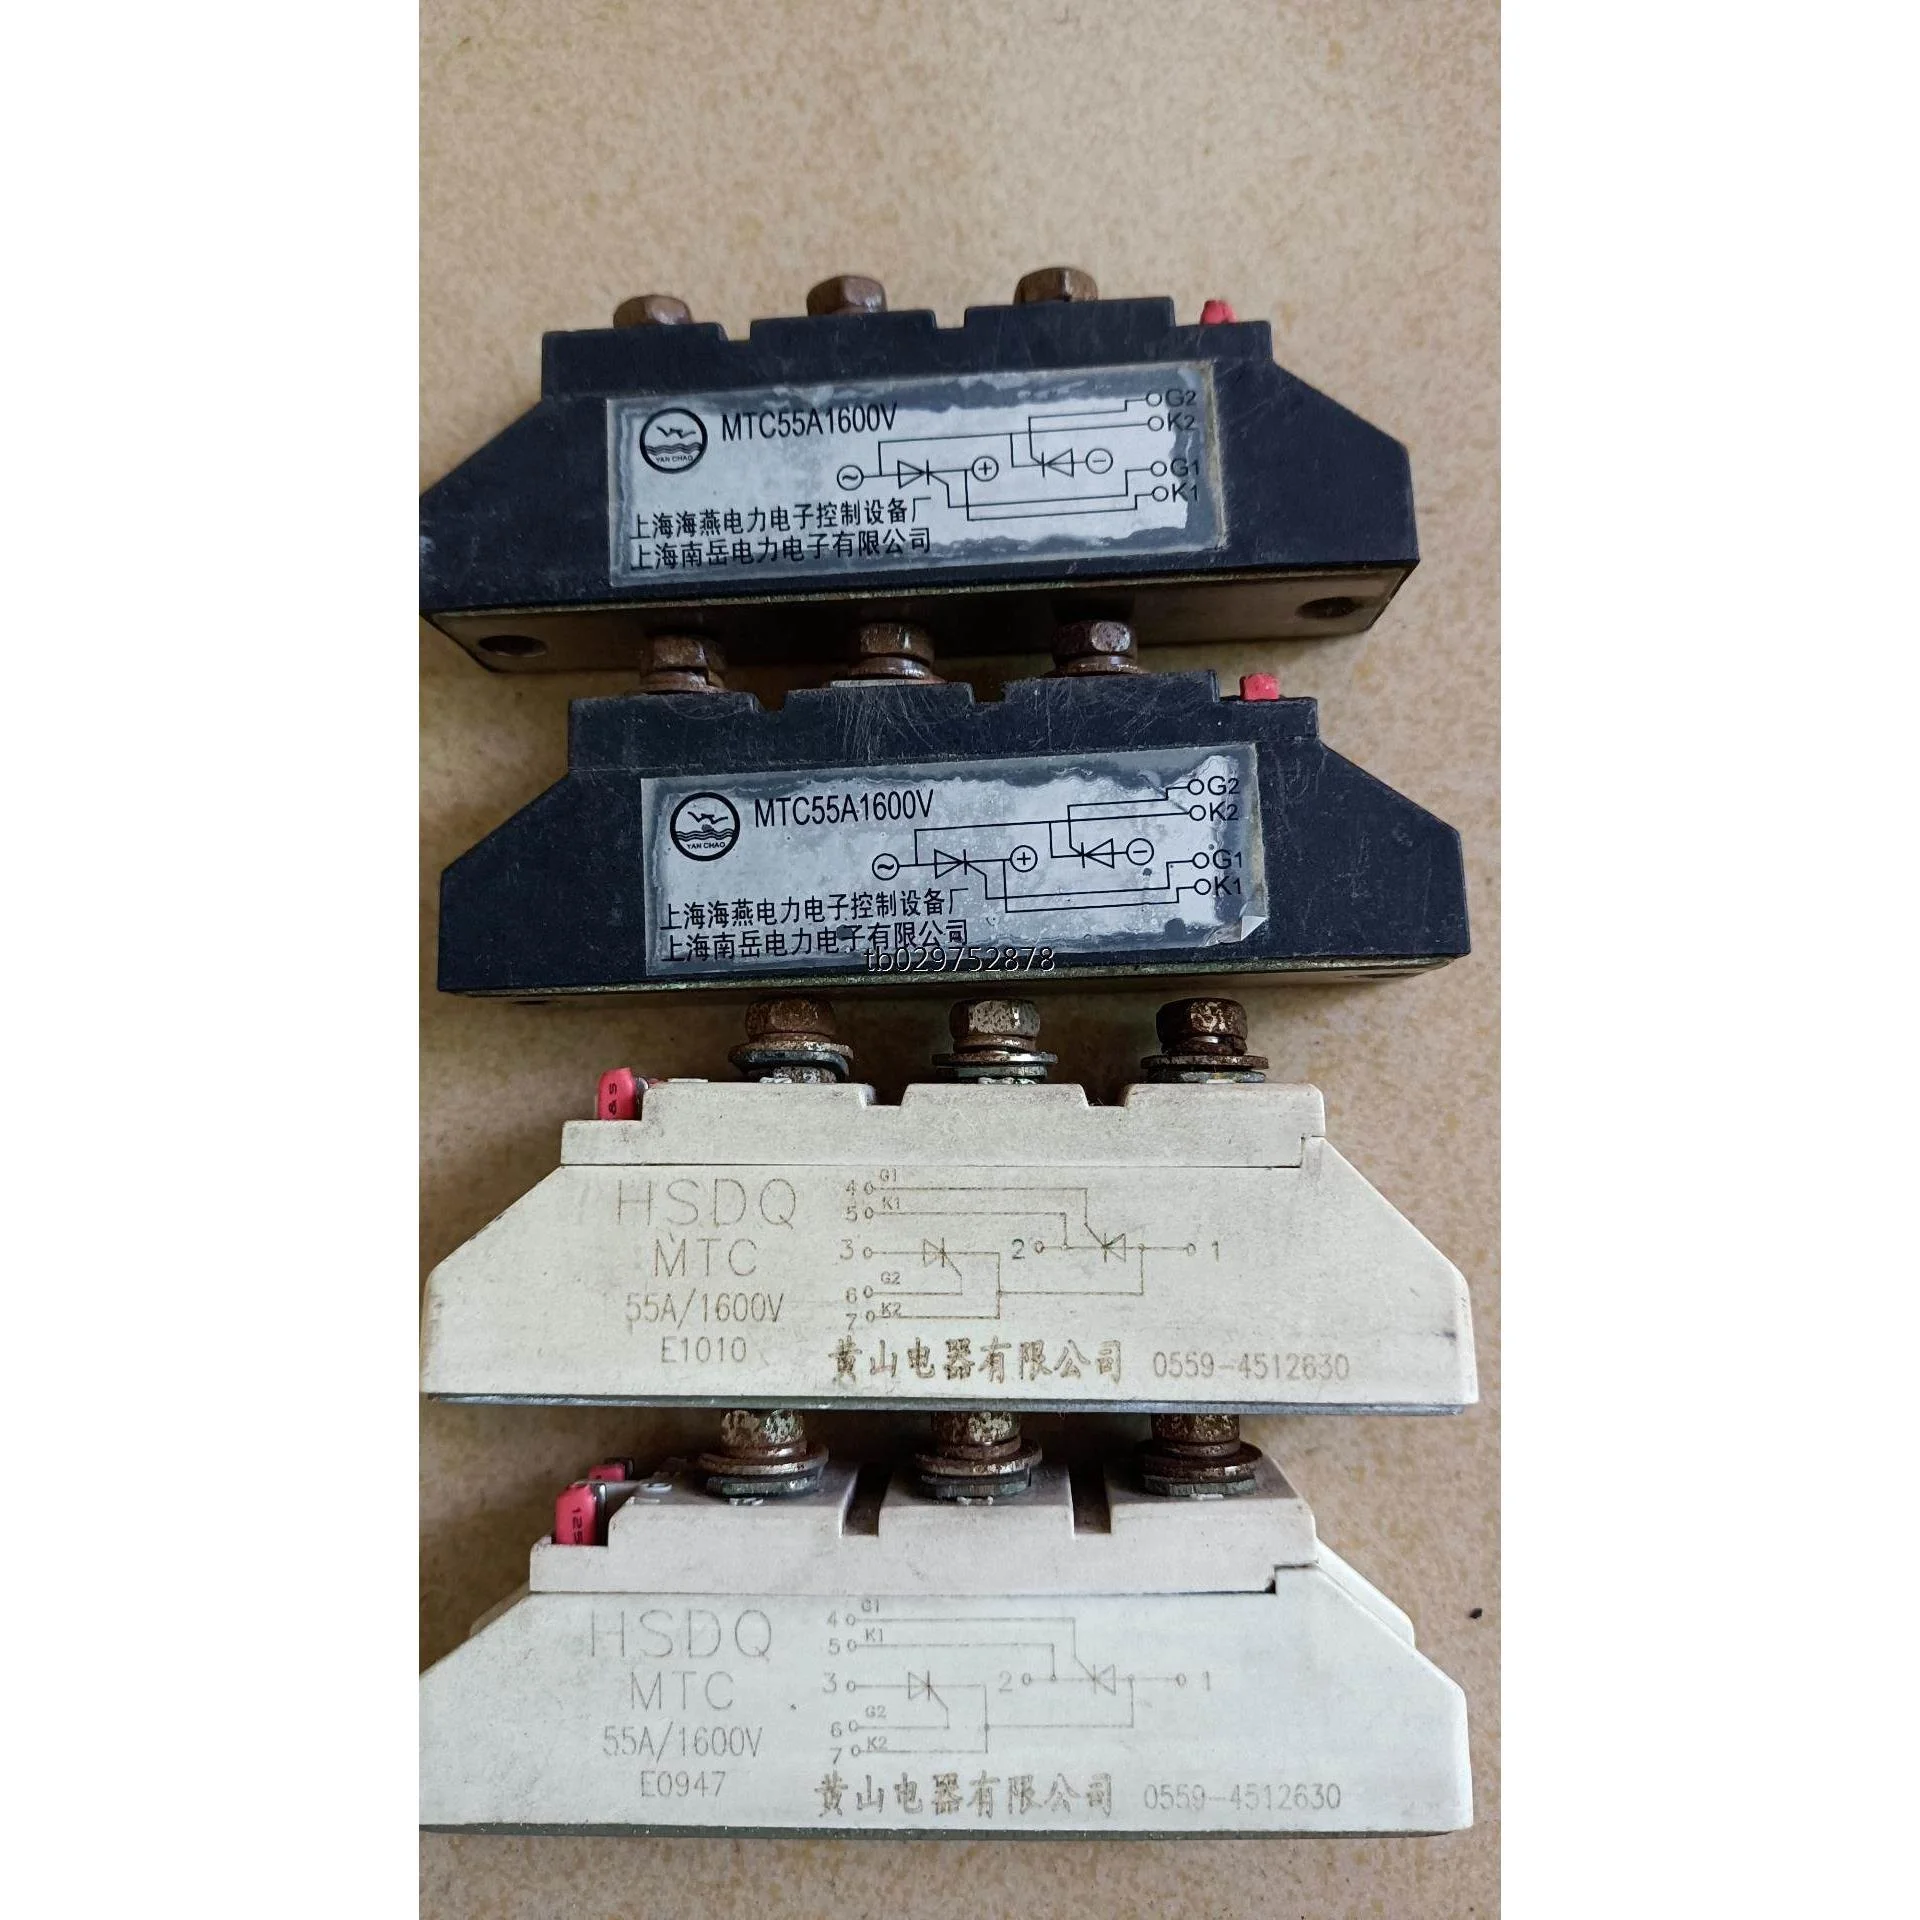 MTC55A1600V
YAN CHAO
G2
K2
~
+
−
G1
K1
上海海燕电力电子控制设备厂
上海南岳电力电子有限公司
MTC55A1600V
YAN CHAO
G2
K2
~
+
−
G1
K1
上海海燕电力电子控制设备厂
上海南岳电力电子有限公司
tb029752878
HSDQ
MTC
55A/1600V
E1010
4 G1
5 K1
3 2 1
6 G2
7 K2
黄山电器有限公司 0559-4512630
125
HSDQ
MTC
55A/1600V
E0947
4 G1
5 K1
3 2 1
6 G2
7 K2
黄山电器有限公司 0559-4512630